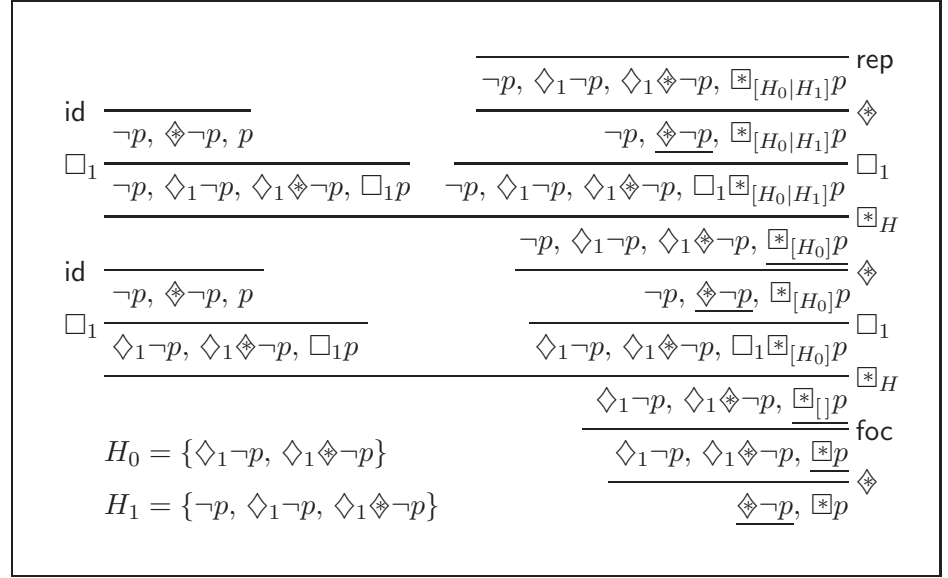 rep
¬p, ◇₁¬p, ◇₁⟐¬p, ⊛_{[H₀|H₁]}p
id ⟐
¬p, ⟐¬p, p ¬p, ⟐¬p, ⊛_{[H₀|H₁]}p
□₁ □₁
¬p, ◇₁¬p, ◇₁⟐¬p, □₁p ¬p, ◇₁¬p, ◇₁⟐¬p, □₁⊛_{[H₀|H₁]}p
⊛_H
¬p, ◇₁¬p, ◇₁⟐¬p, ⊛_{[H₀]}p
id ⟐
¬p, ⟐¬p, p ¬p, ⟐¬p, ⊛_{[H₀]}p
□₁ □₁
◇₁¬p, ◇₁⟐¬p, □₁p ◇₁¬p, ◇₁⟐¬p, □₁⊛_{[H₀]}p
⊛_H
◇₁¬p, ◇₁⟐¬p, ⊛_{[ ]}p
foc
H₀ = {◇₁¬p, ◇₁⟐¬p} ◇₁¬p, ◇₁⟐¬p, ⊛p
⟐
H₁ = {¬p, ◇₁¬p, ◇₁⟐¬p} ⟐¬p, ⊛p